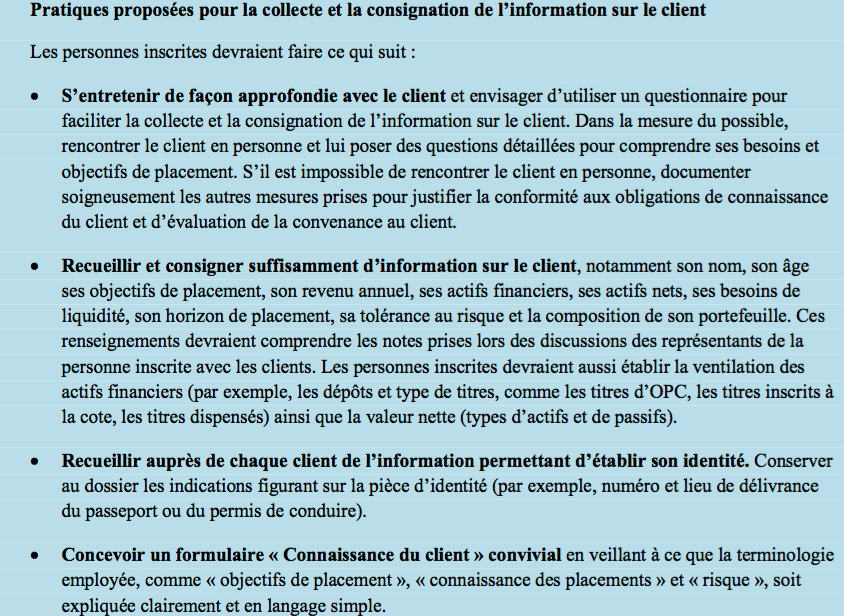 Pratiques proposées pour la collecte et la consignation de l’information sur le client
Les personnes inscrites devraient faire ce qui suit :
• S’entretenir de façon approfondie avec le client et envisager d’utiliser un questionnaire pour
faciliter la collecte et la consignation de l’information sur le client. Dans la mesure du possible,
rencontrer le client en personne et lui poser des questions détaillées pour comprendre ses besoins et
objectifs de placement. S’il est impossible de rencontrer le client en personne, documenter
soigneusement les autres mesures prises pour justifier la conformité aux obligations de connaissance
du client et d’évaluation de la convenance au client.
• Recueillir et consigner suffisamment d’information sur le client, notamment son nom, son âge
ses objectifs de placement, son revenu annuel, ses actifs financiers, ses actifs nets, ses besoins de
liquidité, son horizon de placement, sa tolérance au risque et la composition de son portefeuille. Ces
renseignements devraient comprendre les notes prises lors des discussions des représentants de la
personne inscrite avec les clients. Les personnes inscrites devraient aussi établir la ventilation des
actifs financiers (par exemple, les dépôts et type de titres, comme les titres d’OPC, les titres inscrits à
la cote, les titres dispensés) ainsi que la valeur nette (types d’actifs et de passifs).
• Recueillir auprès de chaque client de l’information permettant d’établir son identité. Conserver
au dossier les indications figurant sur la pièce d’identité (par exemple, numéro et lieu de délivrance
du passeport ou du permis de conduire).
• Concevoir un formulaire « Connaissance du client » convivial en veillant à ce que la terminologie
employée, comme « objectifs de placement », « connaissance des placements » et « risque », soit
expliquée clairement et en langage simple.